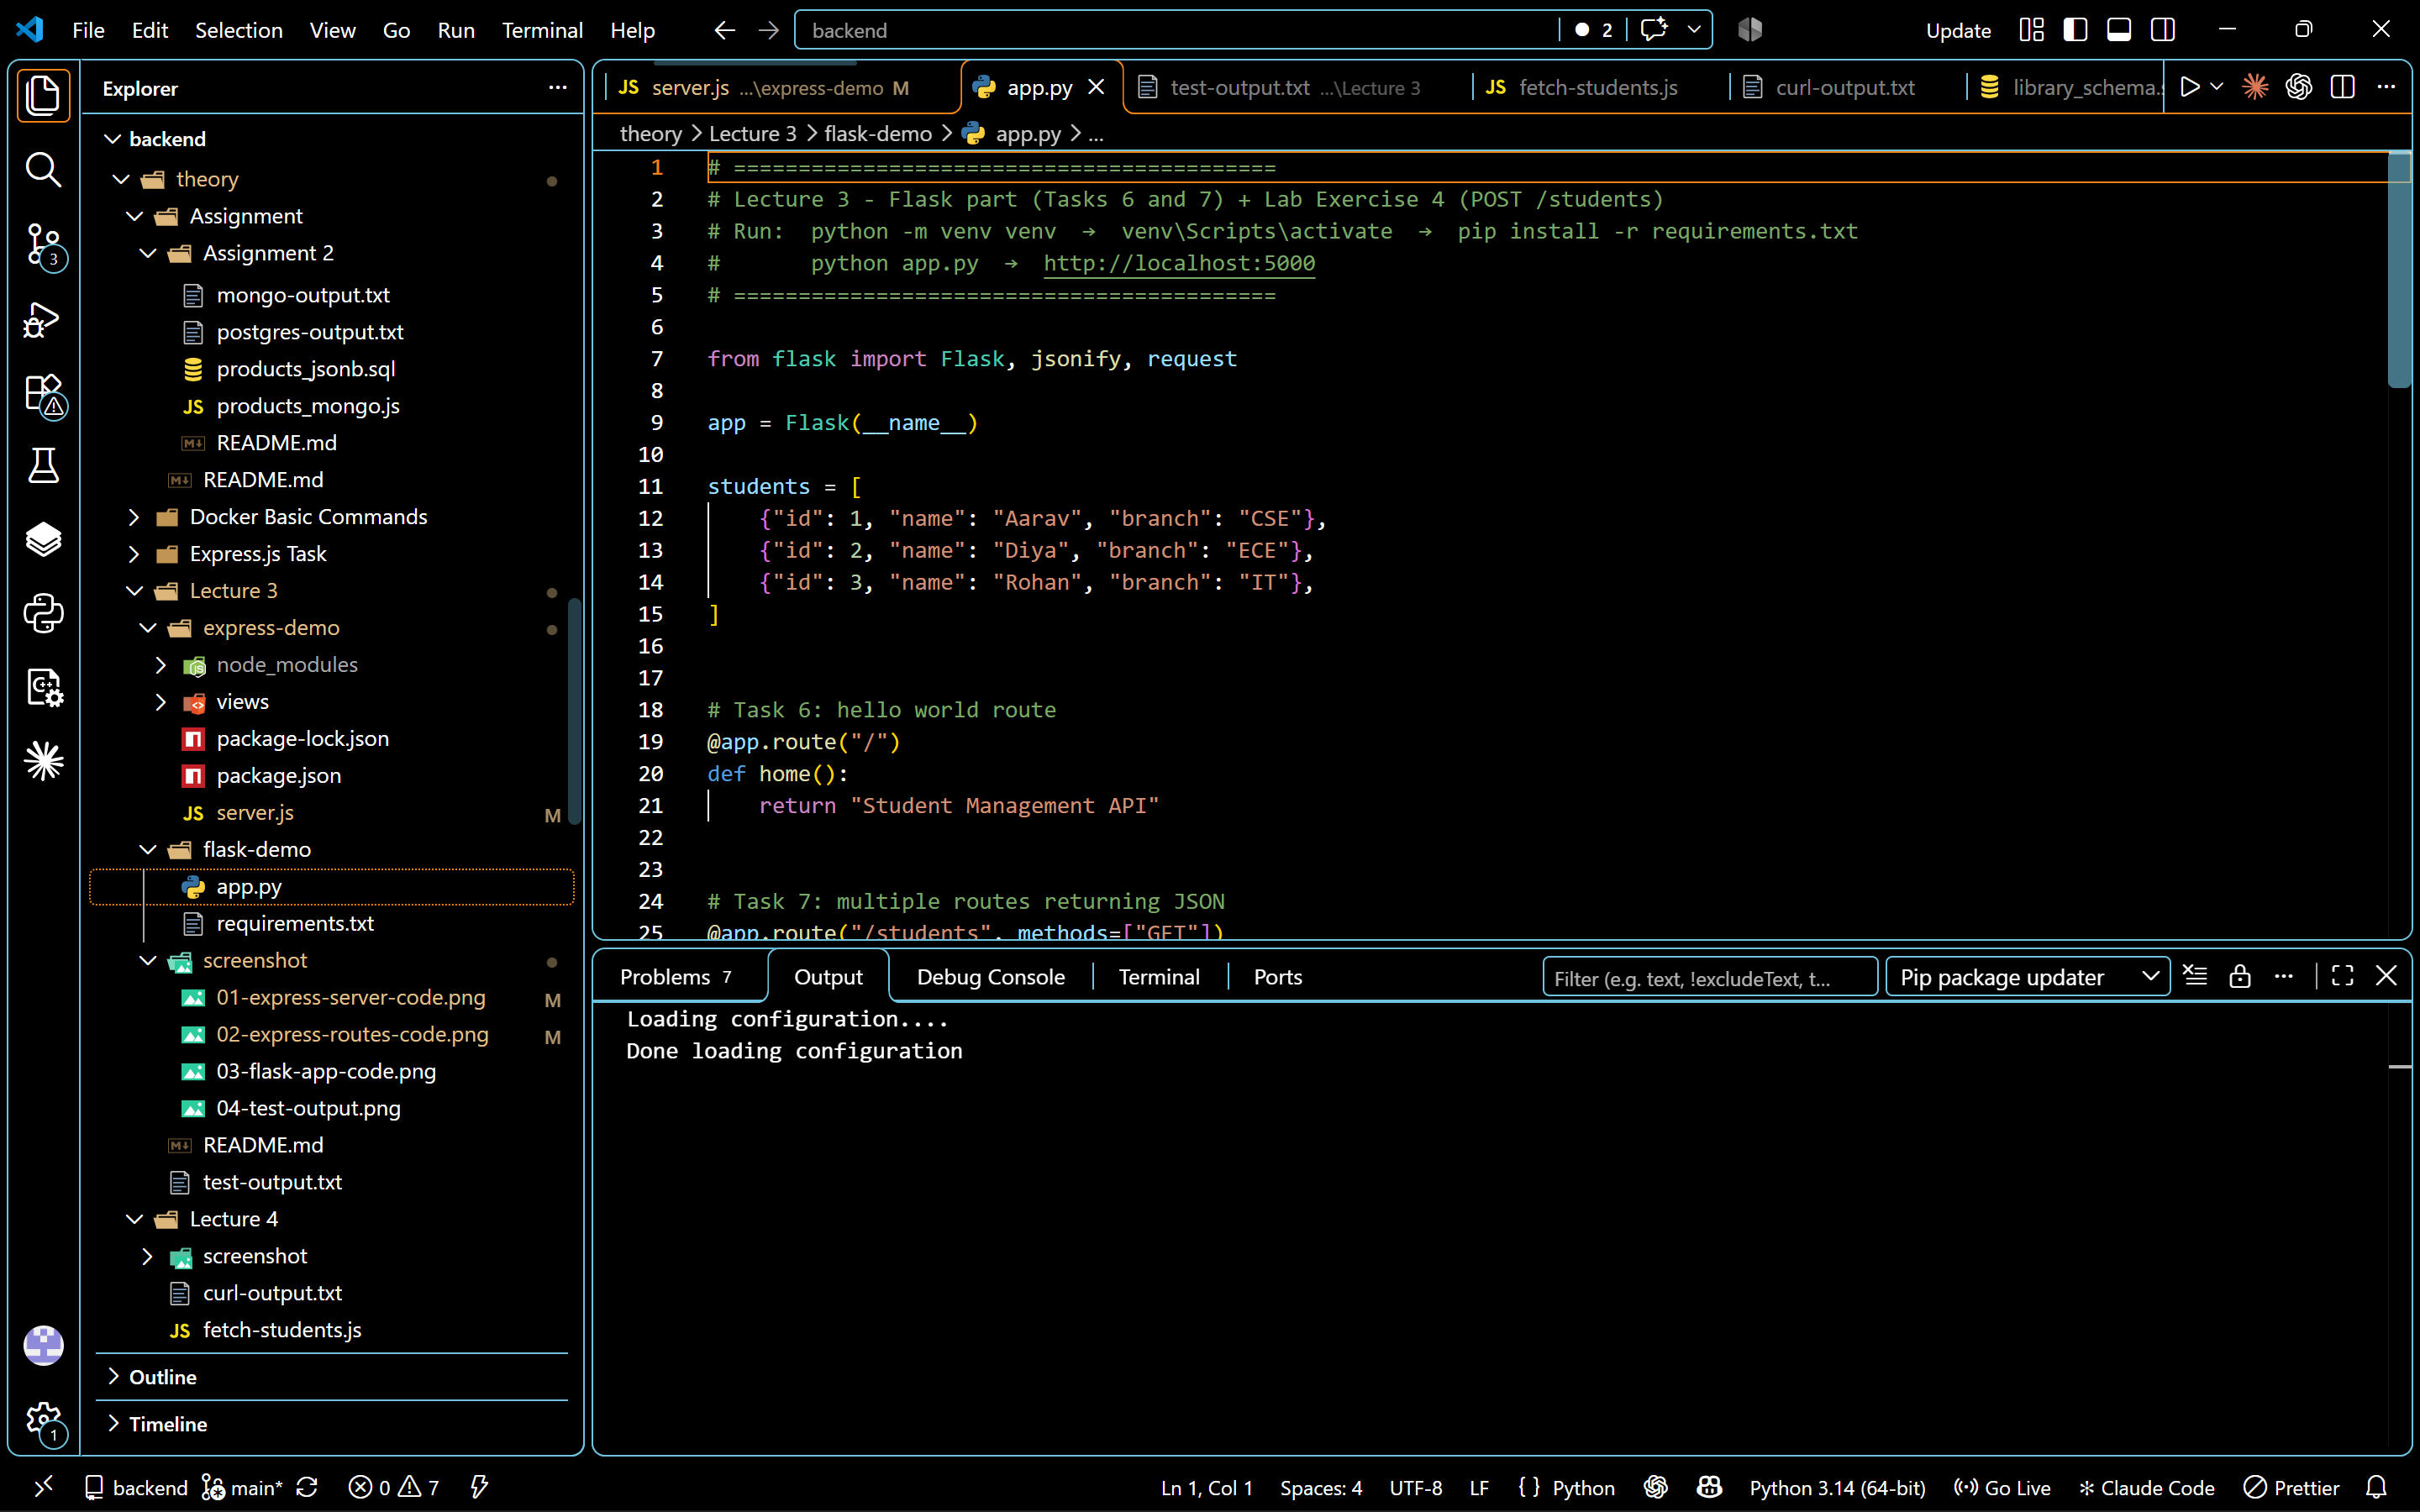 File Edit Selection View Go Run Terminal Help
backend
2
Update
Explorer
backend
theory
Assignment
Assignment 2
mongo-output.txt
postgres-output.txt
products_jsonb.sql
products_mongo.js
README.md
README.md
Docker Basic Commands
Express.js Task
Lecture 3
express-demo
node_modules
views
package-lock.json
package.json
server.js M
flask-demo
app.py
requirements.txt
screenshot
01-express-server-code.png M
02-express-routes-code.png M
03-flask-app-code.png
04-test-output.png
README.md
test-output.txt
Lecture 4
screenshot
curl-output.txt
fetch-students.js
Outline
Timeline
3
1
server.js ...\express-demo M app.py test-output.txt ...\Lecture 3 fetch-students.js curl-output.txt library_schema.s
theory > Lecture 3 > flask-demo > app.py > ...
1 # ==========================================
2 # Lecture 3 - Flask part (Tasks 6 and 7) + Lab Exercise 4 (POST /students)
3 # Run:  python -m venv venv  →  venv\Scripts\activate  →  pip install -r requirements.txt
4 #       python app.py  →  http://localhost:5000
5 # ==========================================
6
7 from flask import Flask, jsonify, request
8
9 app = Flask(__name__)
10
11 students = [
12     {"id": 1, "name": "Aarav", "branch": "CSE"},
13     {"id": 2, "name": "Diya", "branch": "ECE"},
14     {"id": 3, "name": "Rohan", "branch": "IT"},
15 ]
16
17
18 # Task 6: hello world route
19 @app.route("/")
20 def home():
21     return "Student Management API"
22
23
24 # Task 7: multiple routes returning JSON
25 @app.route("/students", methods=["GET"])
Problems 7 Output Debug Console Terminal Ports
Filter (e.g. text, !excludeText, t... Pip package updater
Loading configuration....
Done loading configuration
backend main* 0 7 Ln 1, Col 1 Spaces: 4 UTF-8 LF { } Python Python 3.14 (64-bit) Go Live Claude Code Prettier